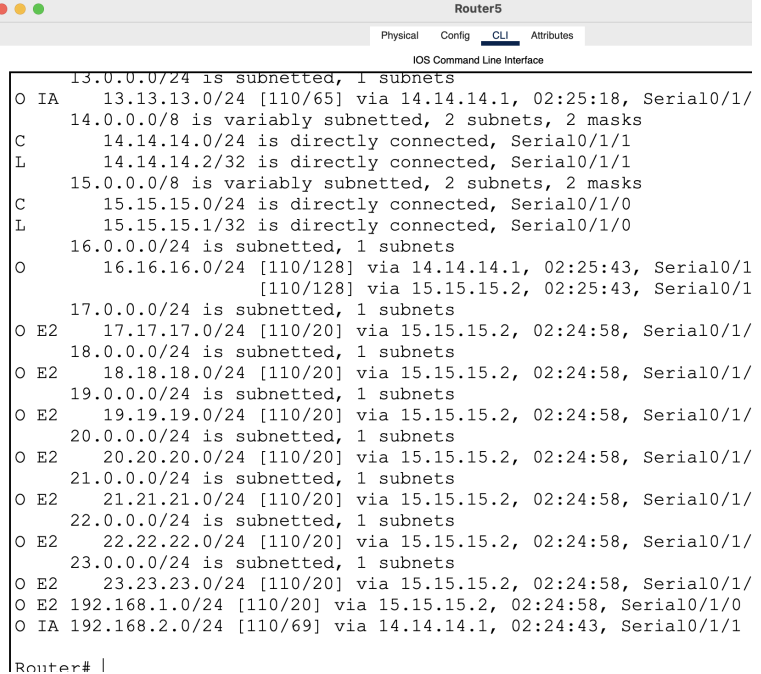 Router5
Physical Config CLI Attributes
IOS Command Line Interface
13.0.0.0/24 is subnetted, 1 subnets
O IA 13.13.13.0/24 [110/65] via 14.14.14.1, 02:25:18, Serial0/1/
14.0.0.0/8 is variably subnetted, 2 subnets, 2 masks
C 14.14.14.0/24 is directly connected, Serial0/1/1
L 14.14.14.2/32 is directly connected, Serial0/1/1
15.0.0.0/8 is variably subnetted, 2 subnets, 2 masks
C 15.15.15.0/24 is directly connected, Serial0/1/0
L 15.15.15.1/32 is directly connected, Serial0/1/0
16.0.0.0/24 is subnetted, 1 subnets
O 16.16.16.0/24 [110/128] via 14.14.14.1, 02:25:43, Serial0/1
[110/128] via 15.15.15.2, 02:25:43, Serial0/1
17.0.0.0/24 is subnetted, 1 subnets
O E2 17.17.17.0/24 [110/20] via 15.15.15.2, 02:24:58, Serial0/1/
18.0.0.0/24 is subnetted, 1 subnets
O E2 18.18.18.0/24 [110/20] via 15.15.15.2, 02:24:58, Serial0/1/
19.0.0.0/24 is subnetted, 1 subnets
O E2 19.19.19.0/24 [110/20] via 15.15.15.2, 02:24:58, Serial0/1/
20.0.0.0/24 is subnetted, 1 subnets
O E2 20.20.20.0/24 [110/20] via 15.15.15.2, 02:24:58, Serial0/1/
21.0.0.0/24 is subnetted, 1 subnets
O E2 21.21.21.0/24 [110/20] via 15.15.15.2, 02:24:58, Serial0/1/
22.0.0.0/24 is subnetted, 1 subnets
O E2 22.22.22.0/24 [110/20] via 15.15.15.2, 02:24:58, Serial0/1/
23.0.0.0/24 is subnetted, 1 subnets
O E2 23.23.23.0/24 [110/20] via 15.15.15.2, 02:24:58, Serial0/1/
O E2 192.168.1.0/24 [110/20] via 15.15.15.2, 02:24:58, Serial0/1/0
O IA 192.168.2.0/24 [110/69] via 14.14.14.1, 02:24:43, Serial0/1/1
Router#